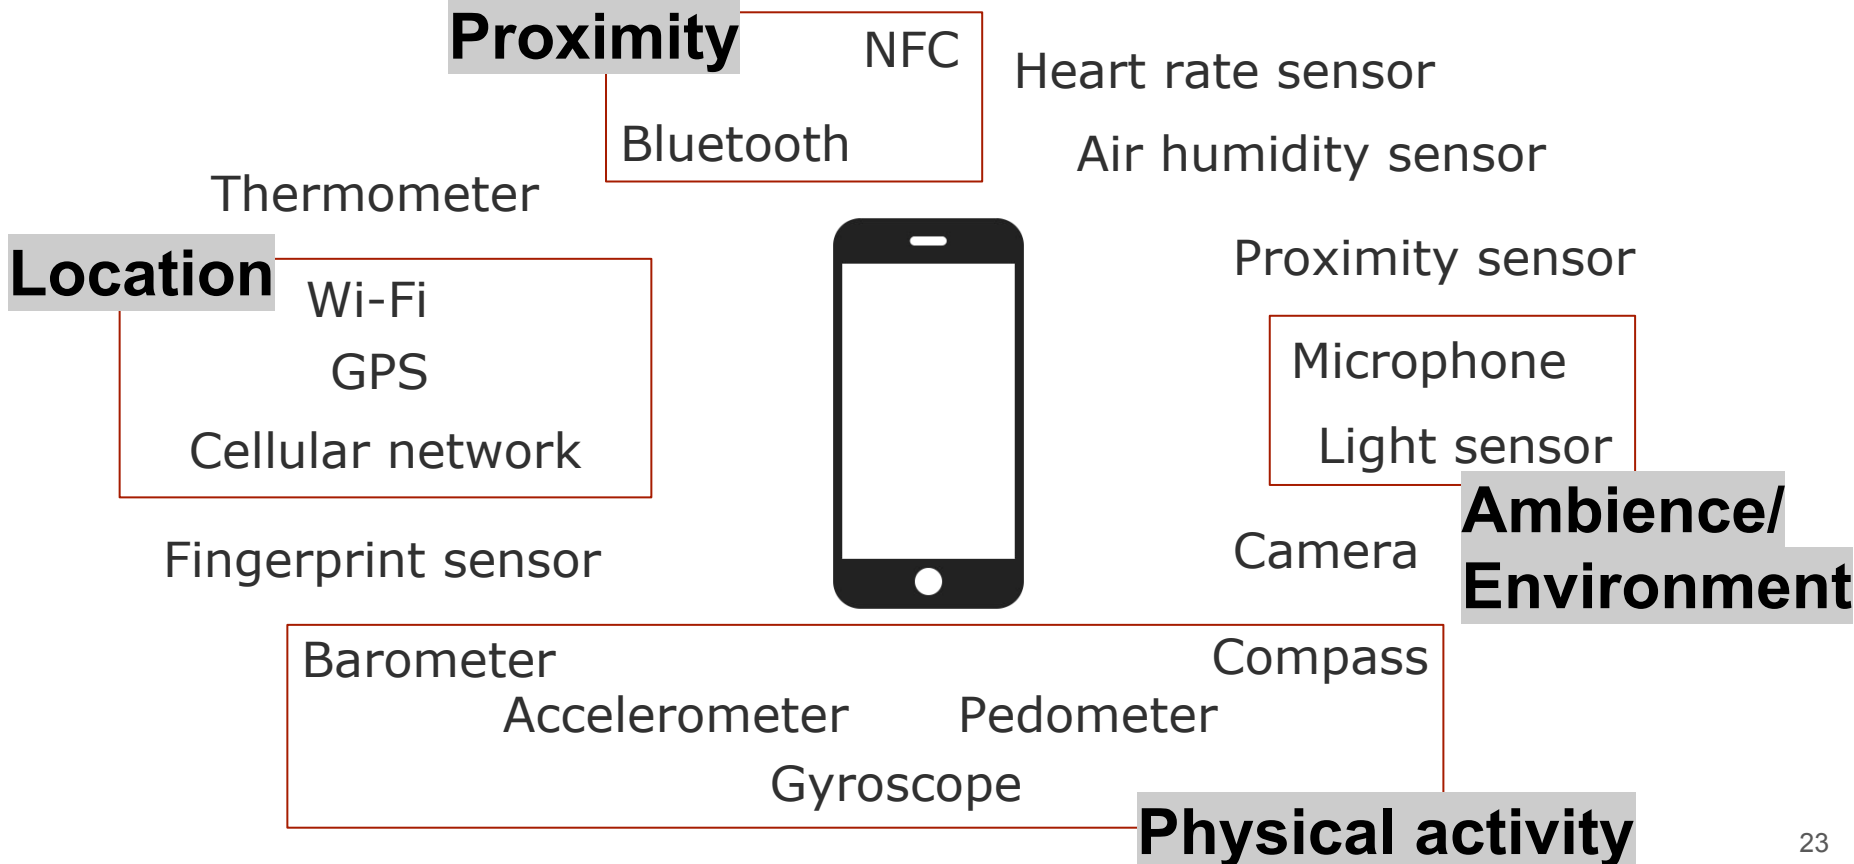 Proximity
NFC
Heart rate sensor
Bluetooth
Air humidity sensor
Thermometer
Location
Wi-Fi
GPS
Cellular network
Proximity sensor
Microphone
Light sensor
Ambience/
Environment
Fingerprint sensor
Camera
Barometer
Compass
Accelerometer
Pedometer
Gyroscope
Physical activity
23